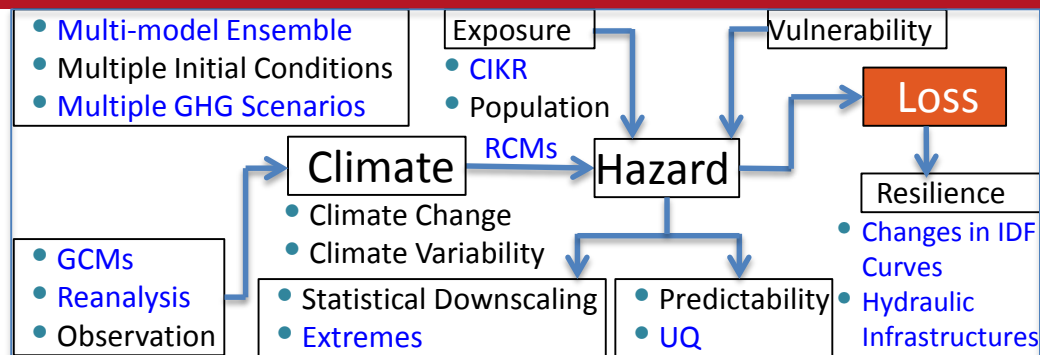 Multi-model Ensemble
Multiple Initial Conditions
Multiple GHG Scenarios
Exposure
CIKR
Population
Vulnerability
Loss
Climate
RCMs
Hazard
Climate Change
Climate Variability
Resilience
Changes in IDF
Curves
Hydraulic
Infrastructures
GCMs
Reanalysis
Observation
Statistical Downscaling
Extremes
Predictability
UQ